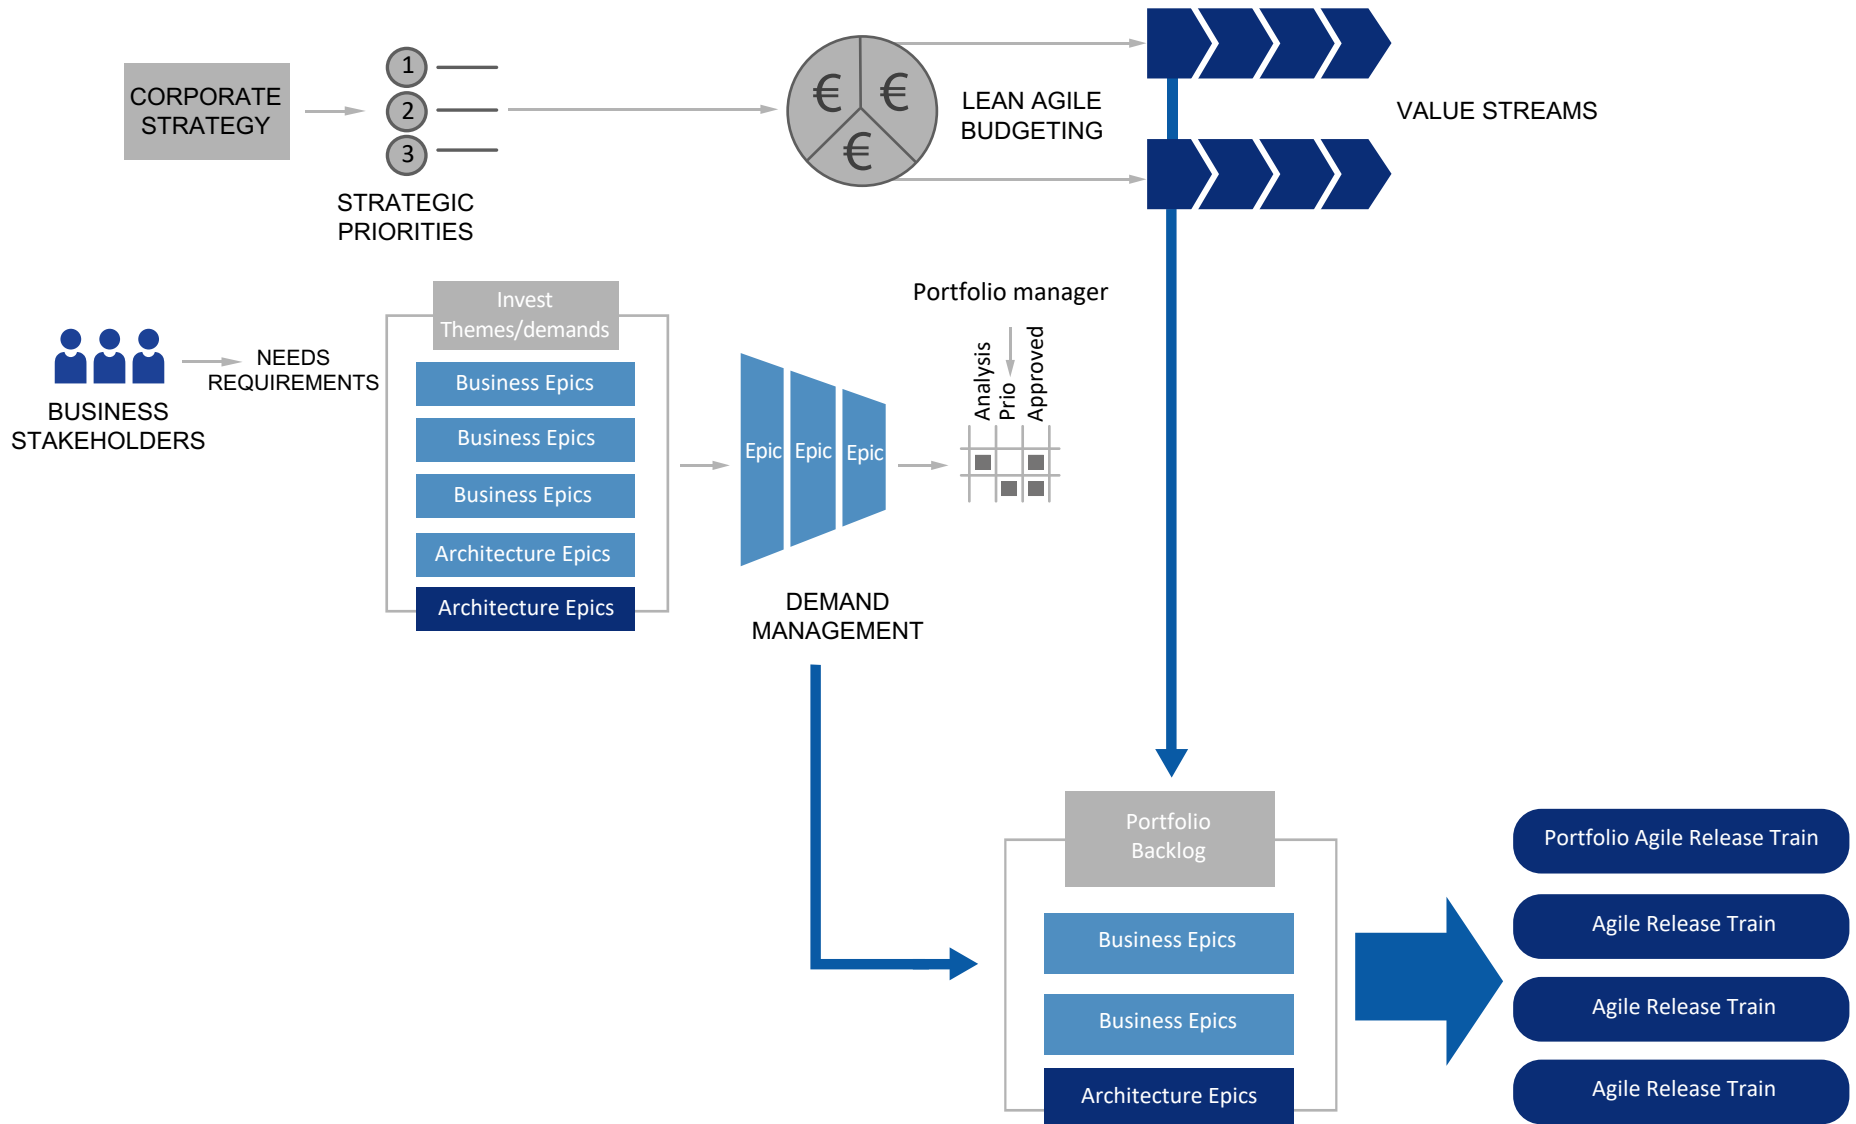 CORPORATE
STRATEGY
1
2
3
STRATEGIC
PRIORITIES
€ €
€
LEAN AGILE
BUDGETING
VALUE STREAMS
BUSINESS
STAKEHOLDERS
NEEDS
REQUIREMENTS
Invest
Themes/demands
Business Epics
Business Epics
Business Epics
Architecture Epics
Architecture Epics
Epic
Epic
Epic
DEMAND
MANAGEMENT
Portfolio manager
Analysis
Prio
Approved
Portfolio
Backlog
Business Epics
Business Epics
Architecture Epics
Portfolio Agile Release Train
Agile Release Train
Agile Release Train
Agile Release Train